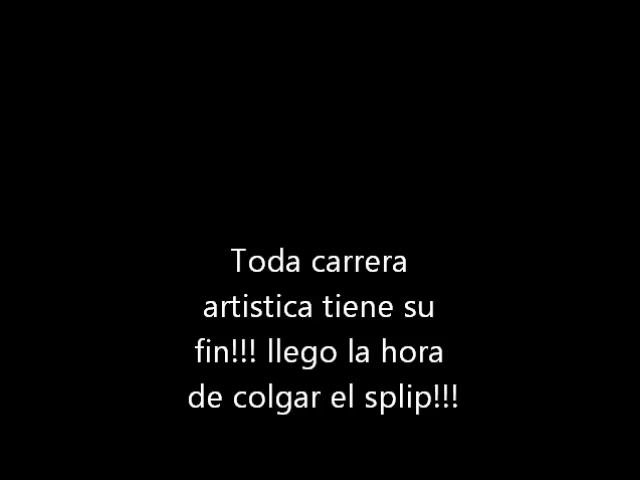 Toda carrera
artistica tiene su
fin!!! llego la hora
de colgar el splip!!!